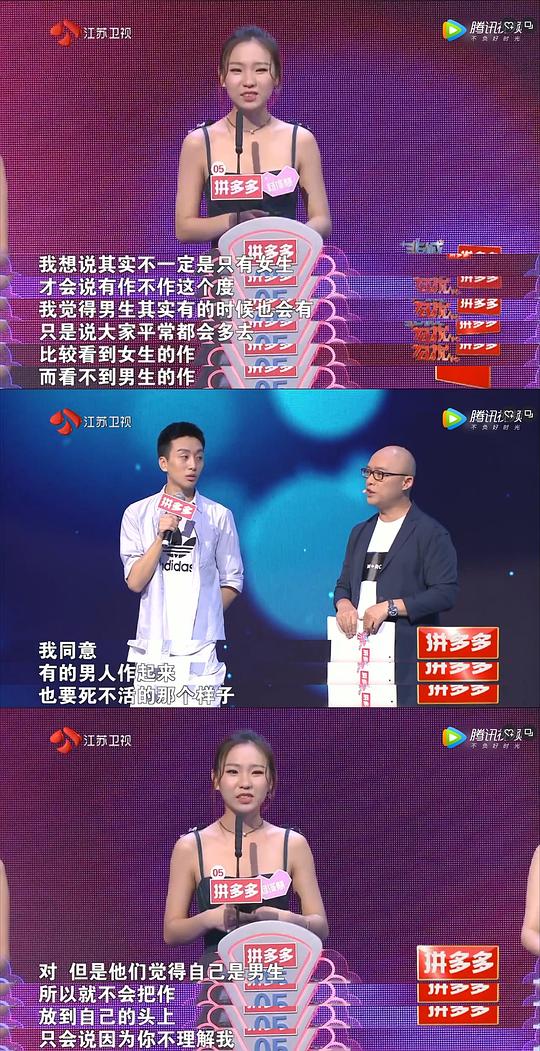 江苏卫视
腾讯视频
不负好时光
05
拼多多
拼多多
我想说其实不一定是只有女生
才会说有作不作这个度
我觉得男生其实有的时候也会有
只是说大家平常都会多去
比较看到女生的作
而看不到男生的作
江苏卫视
腾讯视频
不负好时光
拼多多
adidas
拼多多
拼多多
拼多多
我同意
有的男人作起来
也要死不活的那个样子
江苏卫视
腾讯视频
不负好时光
05
拼多多
拼多多
拼多多
拼多多
拼多多
对 但是他们觉得自己是男生
所以就不会把作
放到自己的头上
只会说因为你不理解我